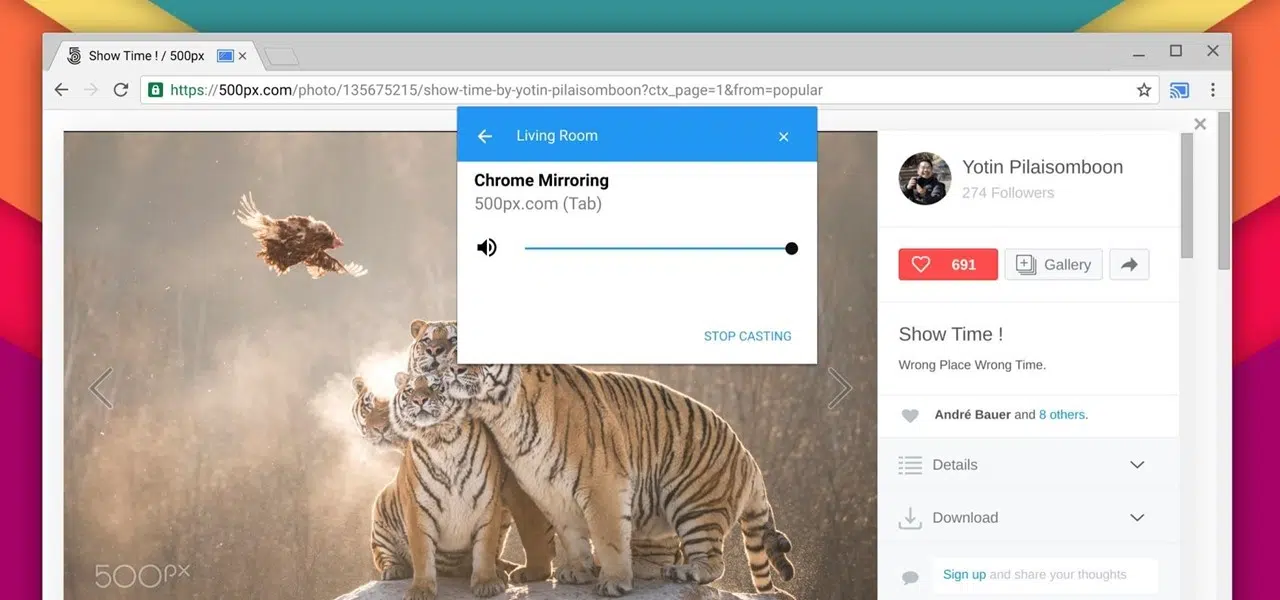 Show Time ! / 500px
https://500px.com/photo/135675215/show-time-by-yotin-pilaisomboon?ctx_page=1&from=popular
Living Room
Chrome Mirroring
500px.com (Tab)
STOP CASTING
500px
Yotin Pilaisomboon
274 Followers
691
Gallery
Show Time !
Wrong Place Wrong Time.
André Bauer and 8 others.
Details
Download
Sign up and share your thoughts